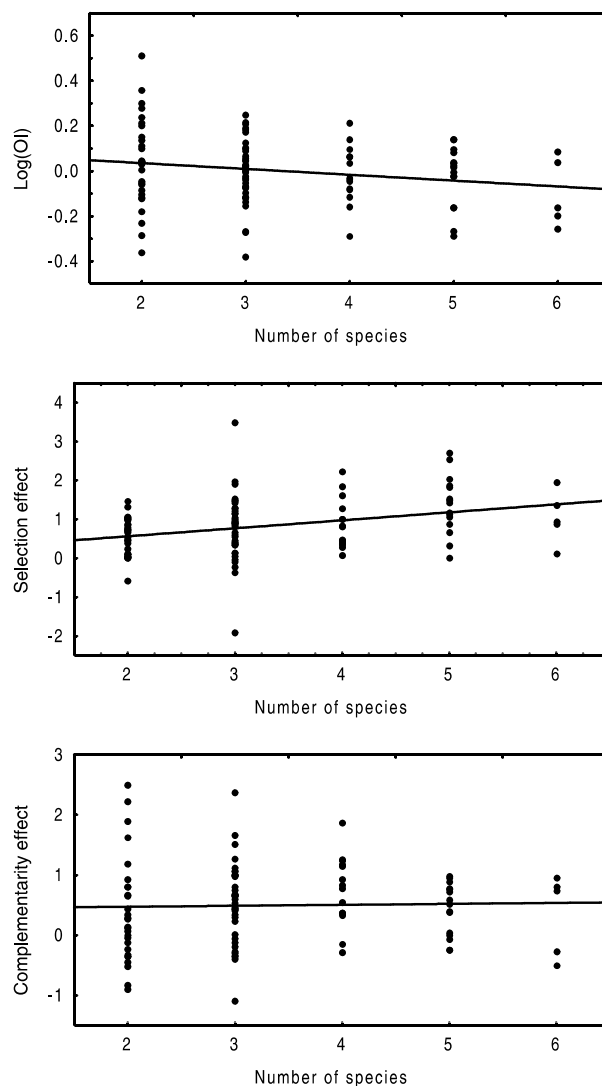 Log(OI)
0.6
0.4
0.2
0.0
-0.2
-0.4
2 3 4 5 6
Number of species
Selection effect
4
3
2
1
0
-1
-2
2 3 4 5 6
Number of species
Complementarity effect
3
2
1
0
-1
2 3 4 5 6
Number of species